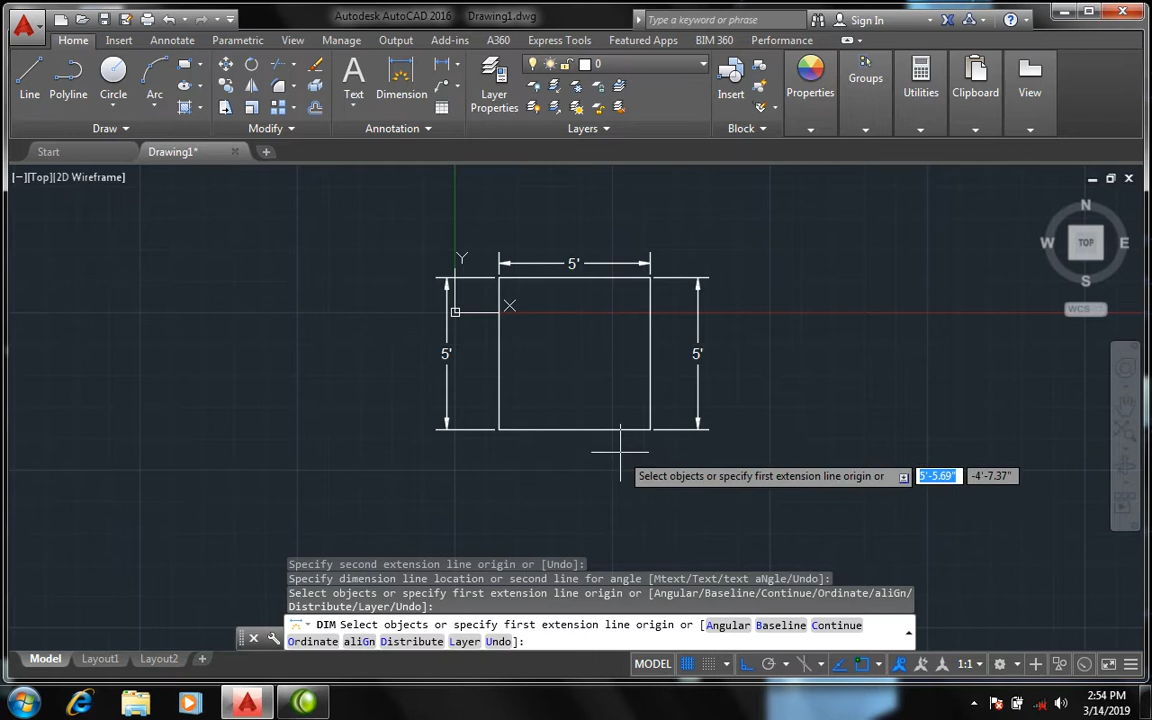 Autodesk AutoCAD 2016 Drawing1.dwg
Type a keyword or phrase
Sign In
Home Insert Annotate Parametric View Manage Output Add-ins A360 Express Tools Featured Apps BIM 360 Performance
Line Polyline Circle Arc
A
Text Dimension
Layer
Properties
0
Insert
Properties
Groups
Utilities
Clipboard
View
Draw Modify Annotation Layers Block
Start Drawing1*
[−][Top][2D Wireframe]
N
W TOP E
S
WCS
Y
X
5'
5'
5'
Select objects or specify first extension line origin or 5'-5.69" -4'-7.37"
Specify second extension line origin or [Undo]:
Specify dimension line location or second line for angle [Mtext/Text/text aNgle/Undo]:
Select objects or specify first extension line origin or [Angular/Baseline/Continue/Ordinate/aliGn/
Distribute/Layer/Undo]:
DIM Select objects or specify first extension line origin or [Angular Baseline Continue
Ordinate aliGn Distribute Layer Undo]:
Model Layout1 Layout2
MODEL
1:1
2:54 PM
3/14/2019